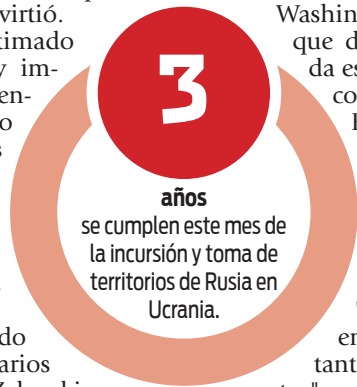 virtió.
timado
y im-
en-
o
s
do
arios
Washin
que d
da es
co
en
tant
3
años
se cumplen este mes de
la incursión y toma de
territorios de Rusia en
Ucrania.